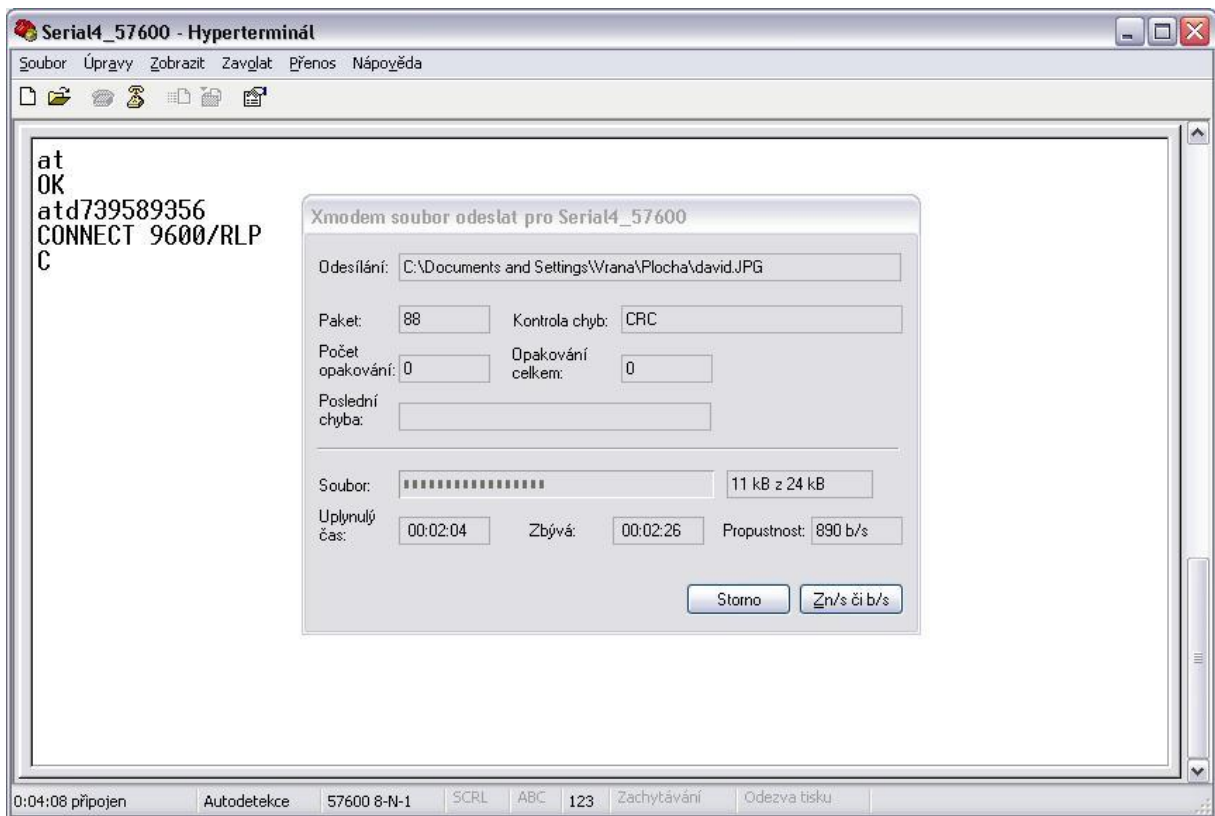 Serial4_57600 - Hyperterminál
Soubor Úpravy Zobrazit Zavolat Přenos Nápověda
at
OK
atd739589356
CONNECT 9600/RLP
C
Xmodem soubor odeslat pro Serial4_57600
Odesílání: C:\Documents and Settings\Vrana\Plocha\david.JPG
Paket: 88 Kontrola chyb: CRC
Počet opakování: 0 Opakování celkem: 0
Poslední chyba:
Soubor: 11 kB z 24 kB
Uplynulý čas: 00:02:04 Zbývá: 00:02:26 Propustnost: 890 b/s
Storno Zn/s či b/s
0:04:08 připojen Autodetekce 57600 8-N-1 SCRL ABC 123 Zachytávání Odezva tisku